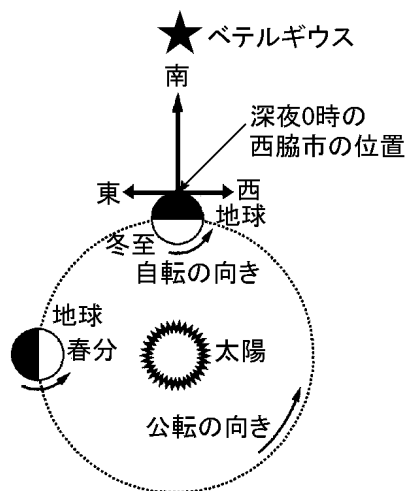 ベテルギウス
南
深夜0時の
西脇市の位置
東
西
地球
冬至
自転の向き
地球
春分
太陽
公転の向き